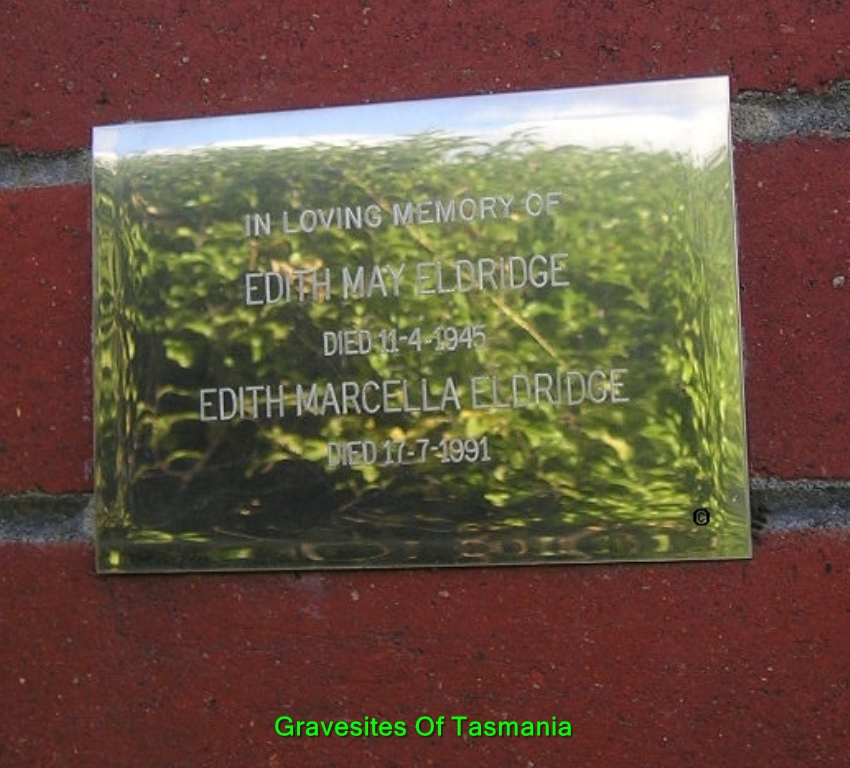 IN LOVING MEMORY OF
EDITH MAY ELDRIDGE
DIED 11-4-1945
EDITH MARCELLA ELDRIDGE
DIED 17-7-1991
©
Gravesites Of Tasmania